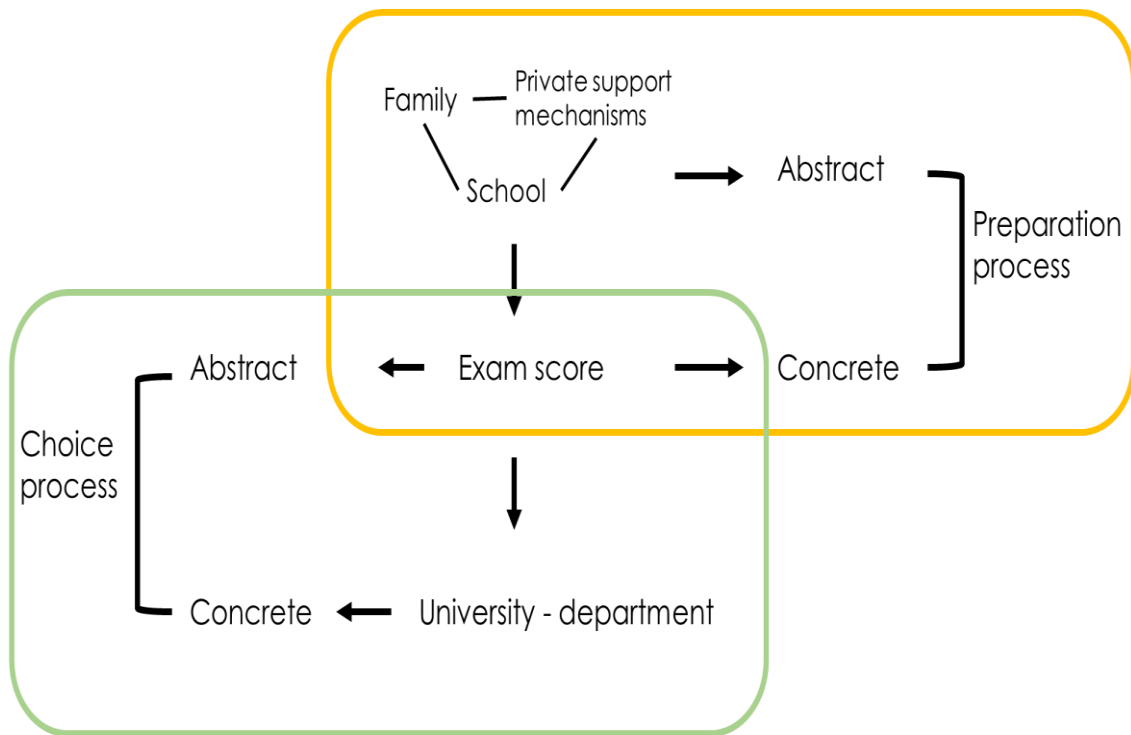 Private support
mechanisms
Family
School
Abstract
Preparation
process
Abstract
Exam score
Concrete
Choice
process
Concrete
University - department